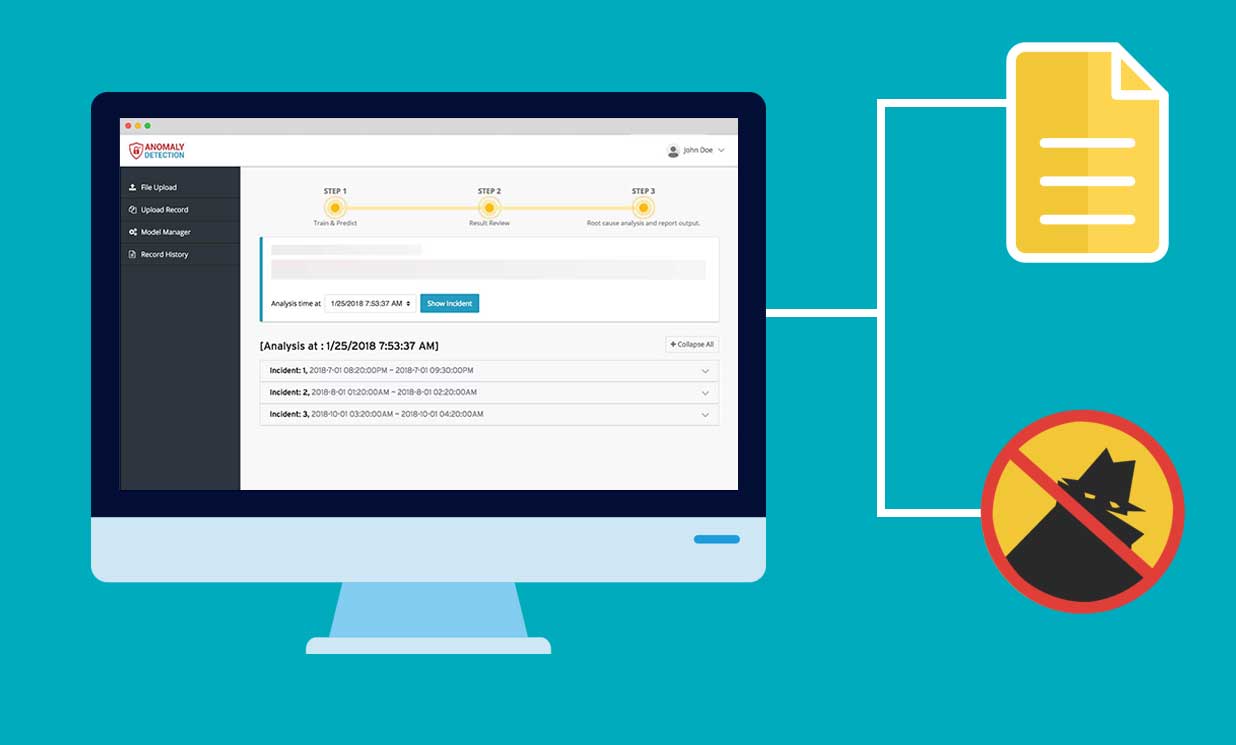 ANOMALY
DETECTION
John Doe
File Upload
Upload Record
Model Manager
Record History
STEP 1
STEP 2
STEP 3
Train & Predict
Result Review
Root cause analysis and report output.
Analysis time at
1/25/2018 7:53:37 AM
Show Incident
[Analysis at : 1/25/2018 7:53:37 AM]
+ Collapse All
Incident: 1, 2018-7-01 08:20:00PM ~ 2018-7-01 09:30:00PM
Incident: 2, 2018-8-01 01:20:00AM ~ 2018-8-01 02:20:00AM
Incident: 3, 2018-10-01 03:20:00AM ~ 2018-10-01 04:20:00AM